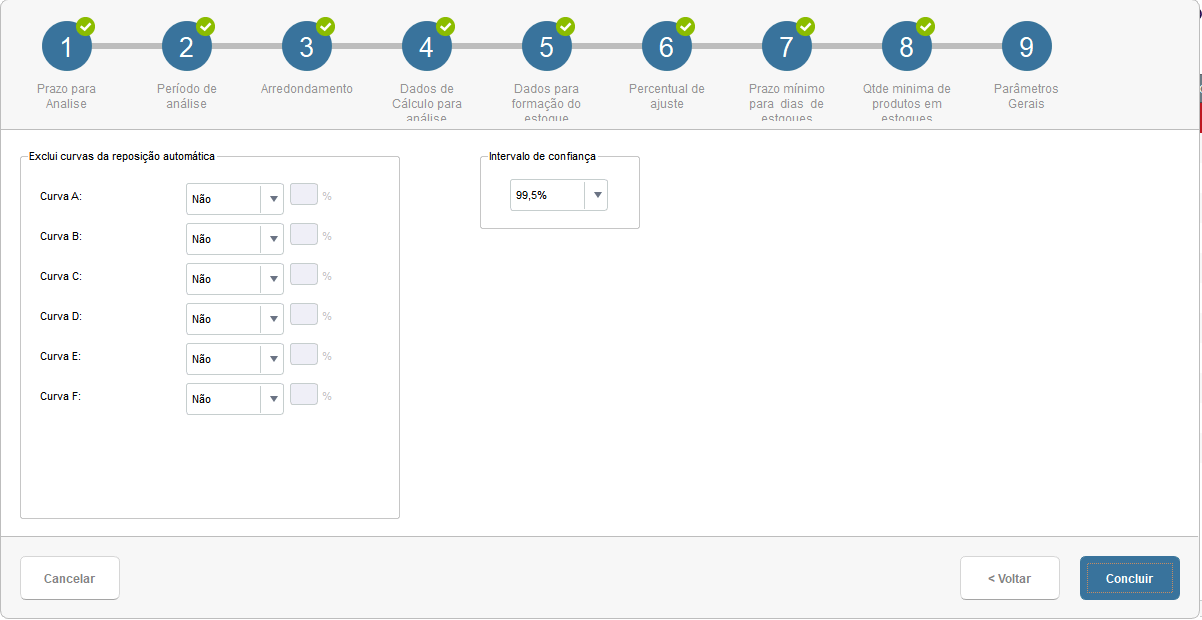 1 2 3 4 5 6 7 8 9
Prazo para
Analise
Período de
análise
Arredondamento
Dados de
Cálculo para
análise
Dados para
formação do
estoque
Percentual de
ajuste
Prazo mínimo
para dias de
estqoues
Qtde minima de
produtos em
estoques
Parâmetros
Gerais
Exclui curvas da reposição automática
Curva A: Não %
Curva B: Não %
Curva C: Não %
Curva D: Não %
Curva E: Não %
Curva F: Não %
Intervalo de confiança
99,5%
Cancelar
< Voltar
Concluir